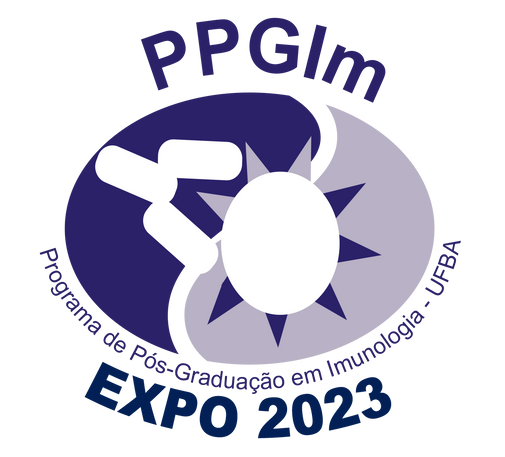 PPGIm
Programa de Pós-Graduação em Imunologia - UFBA
EXPO 2023